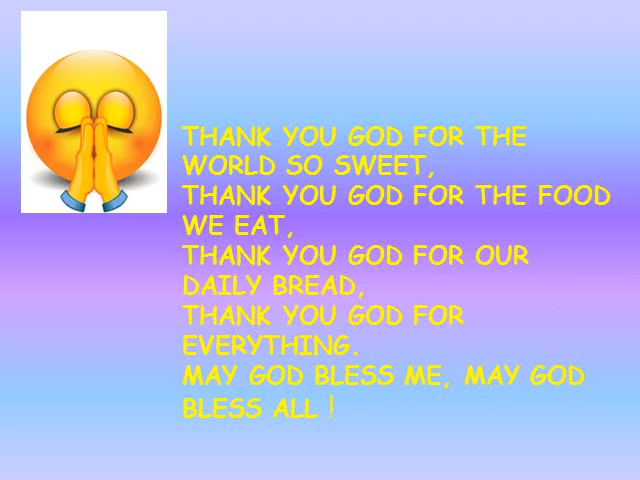 THANK YOU GOD FOR THE
WORLD SO SWEET,
THANK YOU GOD FOR THE FOOD
WE EAT,
THANK YOU GOD FOR OUR
DAILY BREAD,
THANK YOU GOD FOR
EVERYTHING.
MAY GOD BLESS ME, MAY GOD
BLESS ALL !